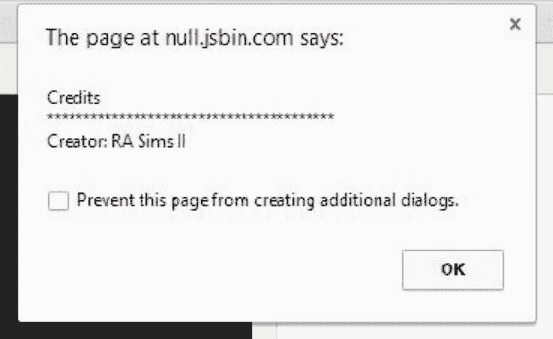 The page at null.jsbin.com says:
x
Credits
****************************************
Creator: RA Sims II
Prevent this page from creating additional dialogs.
OK